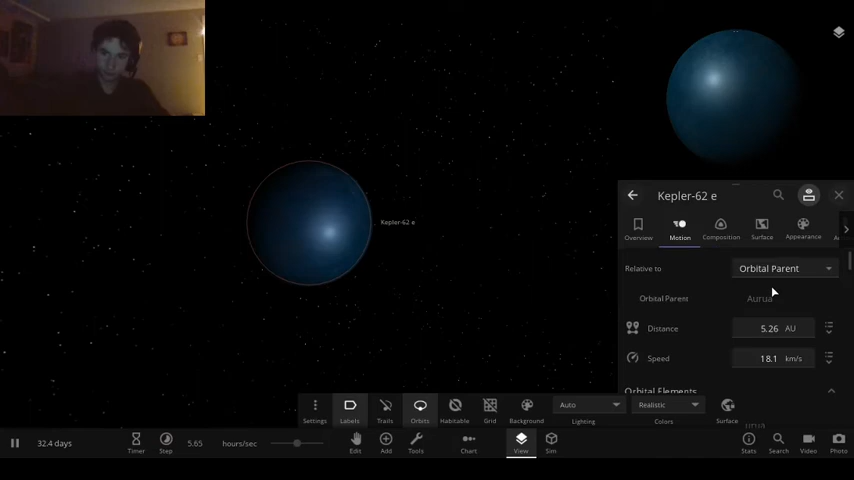 Kepler-62 e
Kepler-62 e
Overview
Motion
Composition
Surface
Appearance
Relative to
Orbital Parent
Orbital Parent
Aurua
Distance
5.26 AU
Speed
18.1 km/s
Orbital Elements
Settings
Labels
Trails
Orbits
Habitable
Grid
Background
Auto
Lighting
Realistic
Colors
Surface
32.4 days
Timer
Step
5.65
hours/sec
Edit
Add
Tools
Chart
View
Sim
Stats
Search
Video
Photo